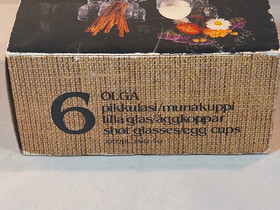 6
OLGA
pikkulasi/munakuppi
lilla glas/äggkoppar
shot glasses/egg cups